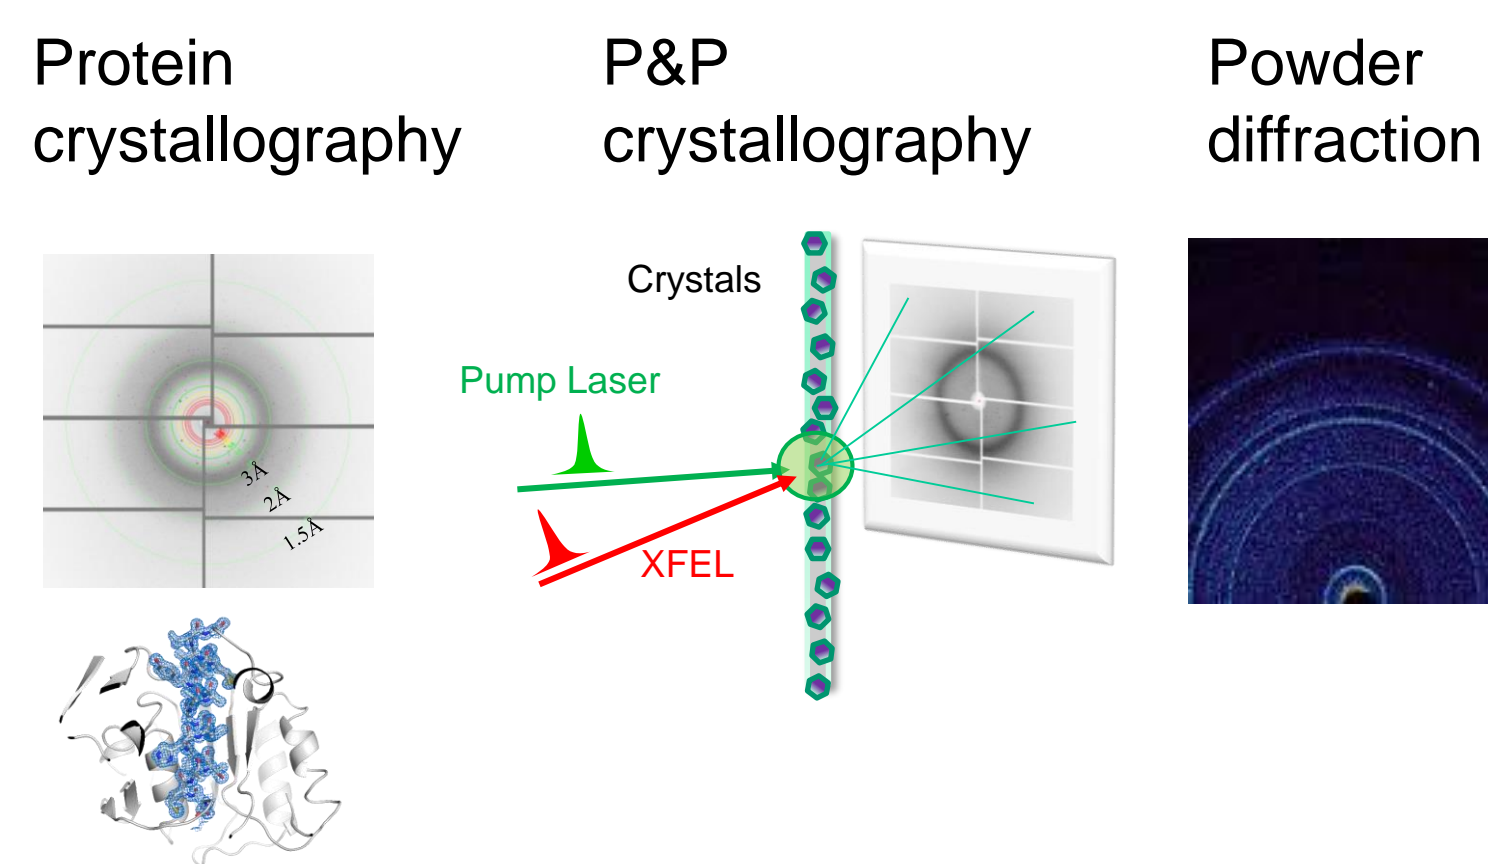 Protein
crystallography
P&P
crystallography
Powder
diffraction
Crystals
Pump Laser
XFEL
3Å
2Å
1.5Å